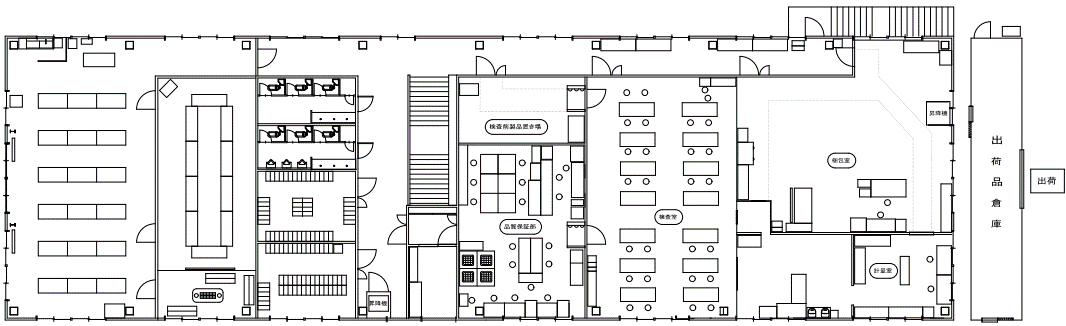 検査前製品置き場
昇降機
梱包室
出荷品倉庫
出荷
検査室
品質保証部
計量室
昇降機